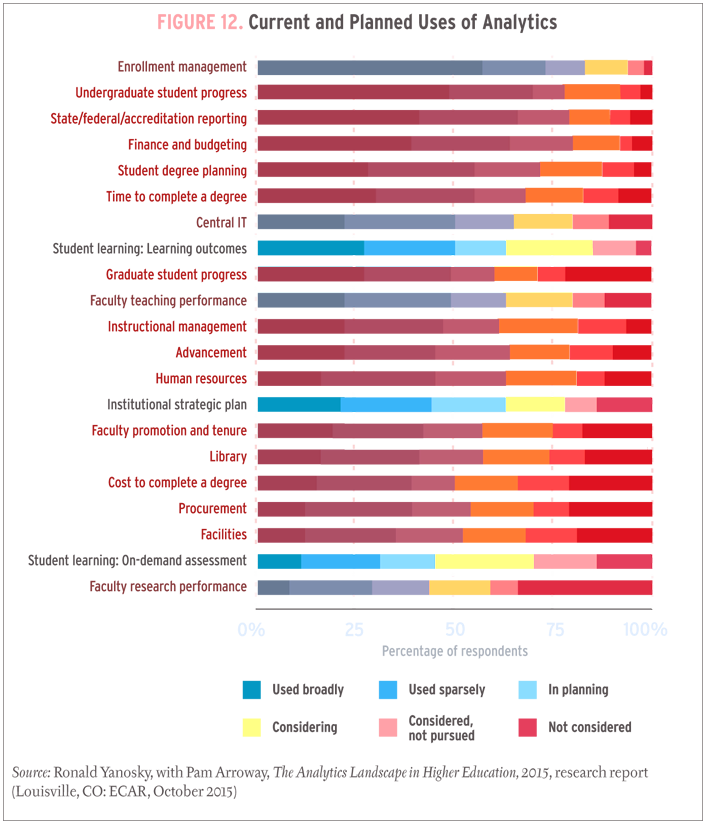 FIGURE 12. Current and Planned Uses of Analytics
Enrollment management
Undergraduate student progress
State/federal/accreditation reporting
Finance and budgeting
Student degree planning
Time to complete a degree
Central IT
Student learning: Learning outcomes
Graduate student progress
Faculty teaching performance
Instructional management
Advancement
Human resources
Institutional strategic plan
Faculty promotion and tenure
Library
Cost to complete a degree
Procurement
Facilities
Student learning: On-demand assessment
Faculty research performance
0% 25 50 75 100%
Percentage of respondents
Used broadly Used sparsely In planning
Considering Considered, not pursued Not considered
Source: Ronald Yanosky, with Pam Arroway, The Analytics Landscape in Higher Education, 2015, research report
(Louisville, CO: ECAR, October 2015)